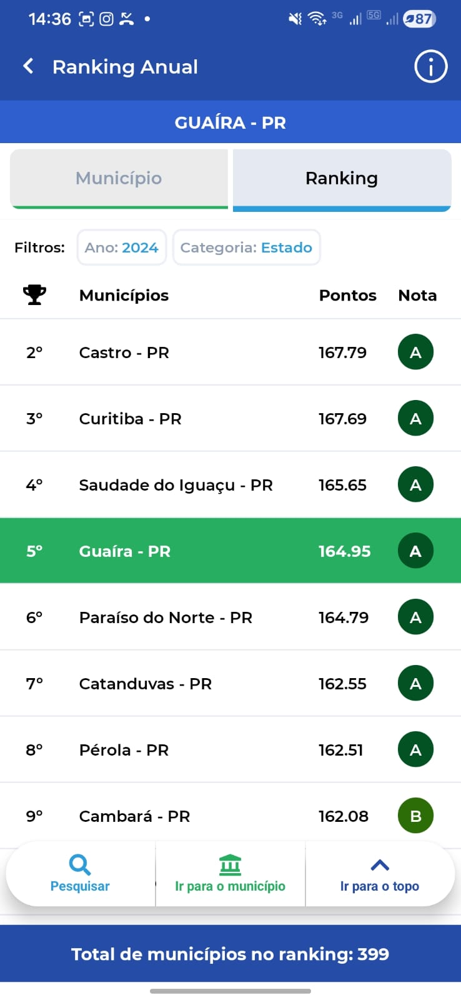 14:36 3G 5G 87
Ranking Anual
GUAÍRA - PR
Município Ranking
Filtros: Ano: 2024 Categoria: Estado
Municípios Pontos Nota
2º Castro - PR 167.79 A
3º Curitiba - PR 167.69 A
4º Saudade do Iguaçu - PR 165.65 A
5º Guaíra - PR 164.95 A
6º Paraíso do Norte - PR 164.79 A
7º Catanduvas - PR 162.55 A
8º Pérola - PR 162.51 A
9º Cambará - PR 162.08 B
Pesquisar Ir para o município Ir para o topo
Total de municípios no ranking: 399